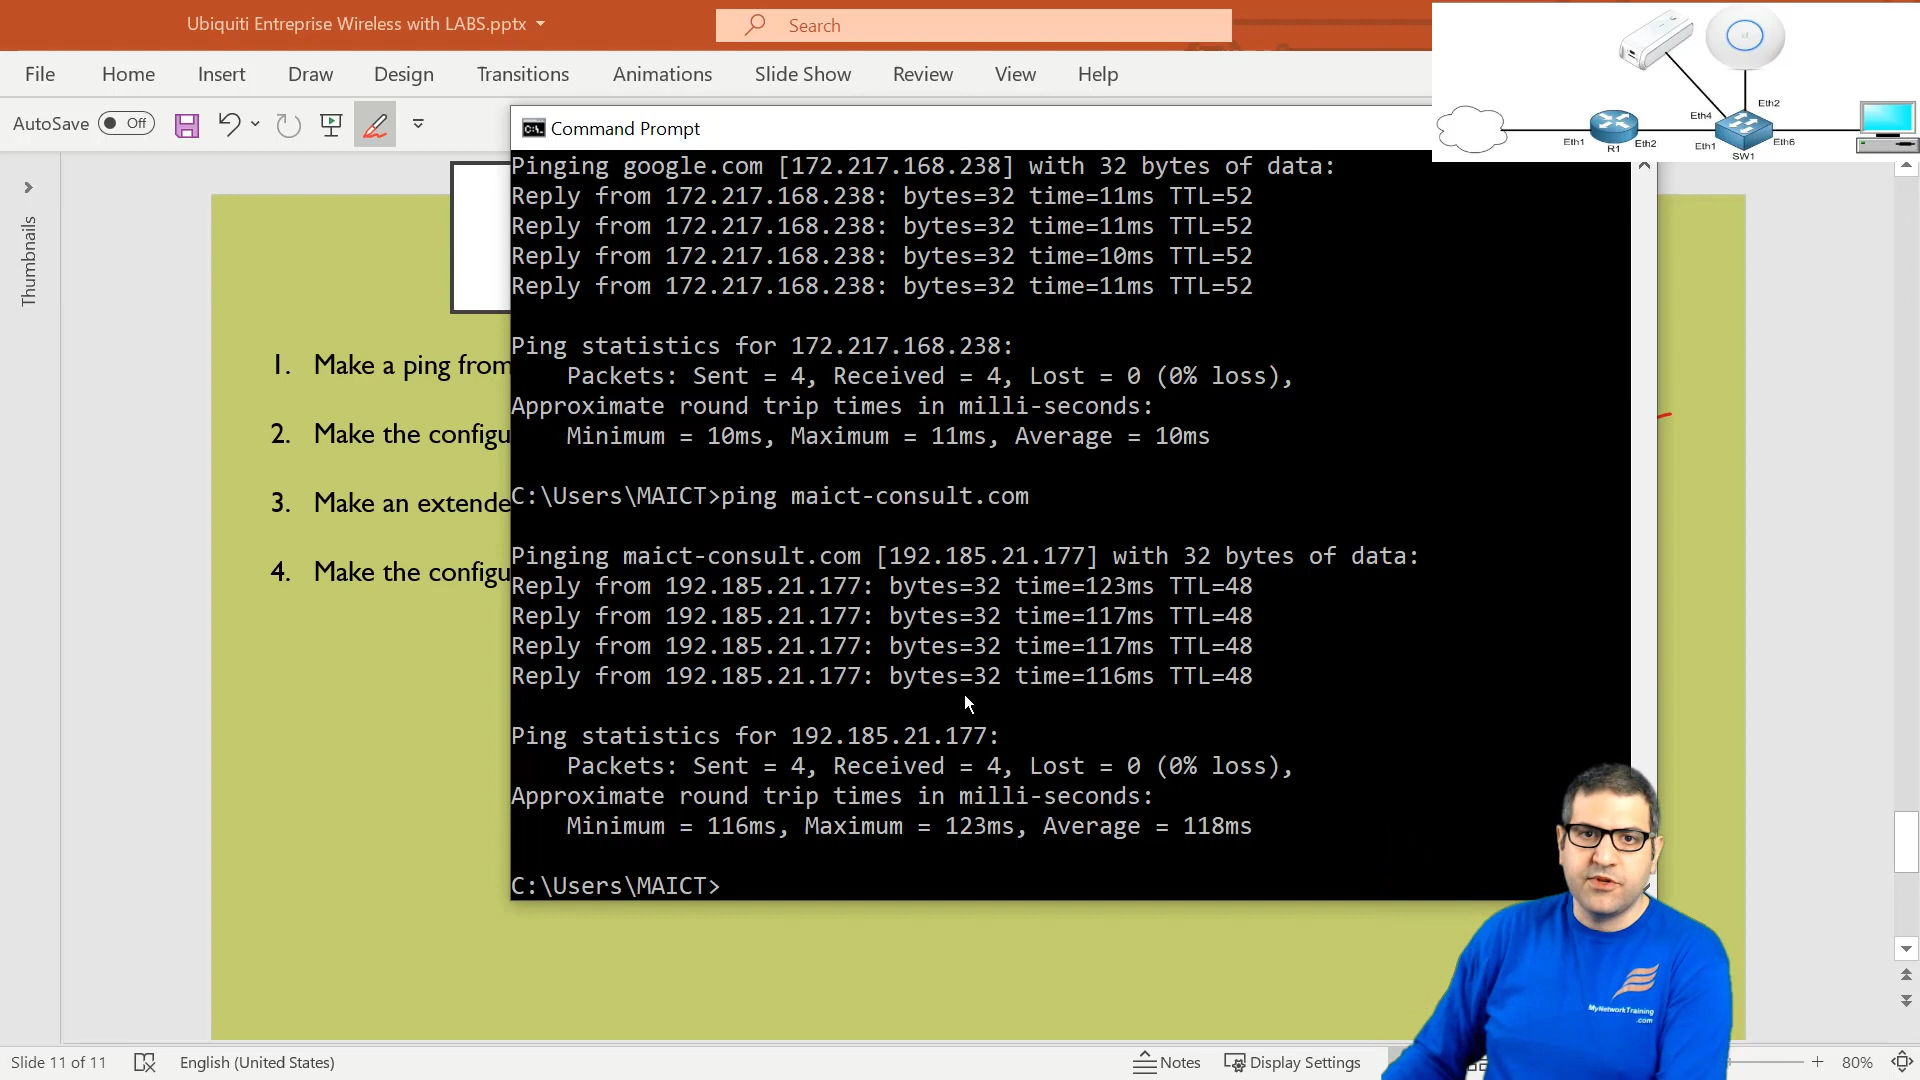 Ubiquiti Entreprise Wireless with LABS.pptx
Search
File Home Insert Draw Design Transitions Animations Slide Show Review View Help
AutoSave Off
Thumbnails
1. Make a ping from
2. Make the configu
3. Make an extende
4. Make the configu
Command Prompt
Pinging google.com [172.217.168.238] with 32 bytes of data:
Reply from 172.217.168.238: bytes=32 time=11ms TTL=52
Reply from 172.217.168.238: bytes=32 time=11ms TTL=52
Reply from 172.217.168.238: bytes=32 time=10ms TTL=52
Reply from 172.217.168.238: bytes=32 time=11ms TTL=52
Ping statistics for 172.217.168.238:
Packets: Sent = 4, Received = 4, Lost = 0 (0% loss),
Approximate round trip times in milli-seconds:
Minimum = 10ms, Maximum = 11ms, Average = 10ms
C:\Users\MAICT>ping maict-consult.com
Pinging maict-consult.com [192.185.21.177] with 32 bytes of data:
Reply from 192.185.21.177: bytes=32 time=123ms TTL=48
Reply from 192.185.21.177: bytes=32 time=117ms TTL=48
Reply from 192.185.21.177: bytes=32 time=117ms TTL=48
Reply from 192.185.21.177: bytes=32 time=116ms TTL=48
Ping statistics for 192.185.21.177:
Packets: Sent = 4, Received = 4, Lost = 0 (0% loss),
Approximate round trip times in milli-seconds:
Minimum = 116ms, Maximum = 123ms, Average = 118ms
C:\Users\MAICT>
Eth2
Eth4
Eth1 R1 Eth2
Eth1 SW1 Eth6
MyNetworkTraining
.com
Slide 11 of 11 English (United States) Notes Display Settings 80%